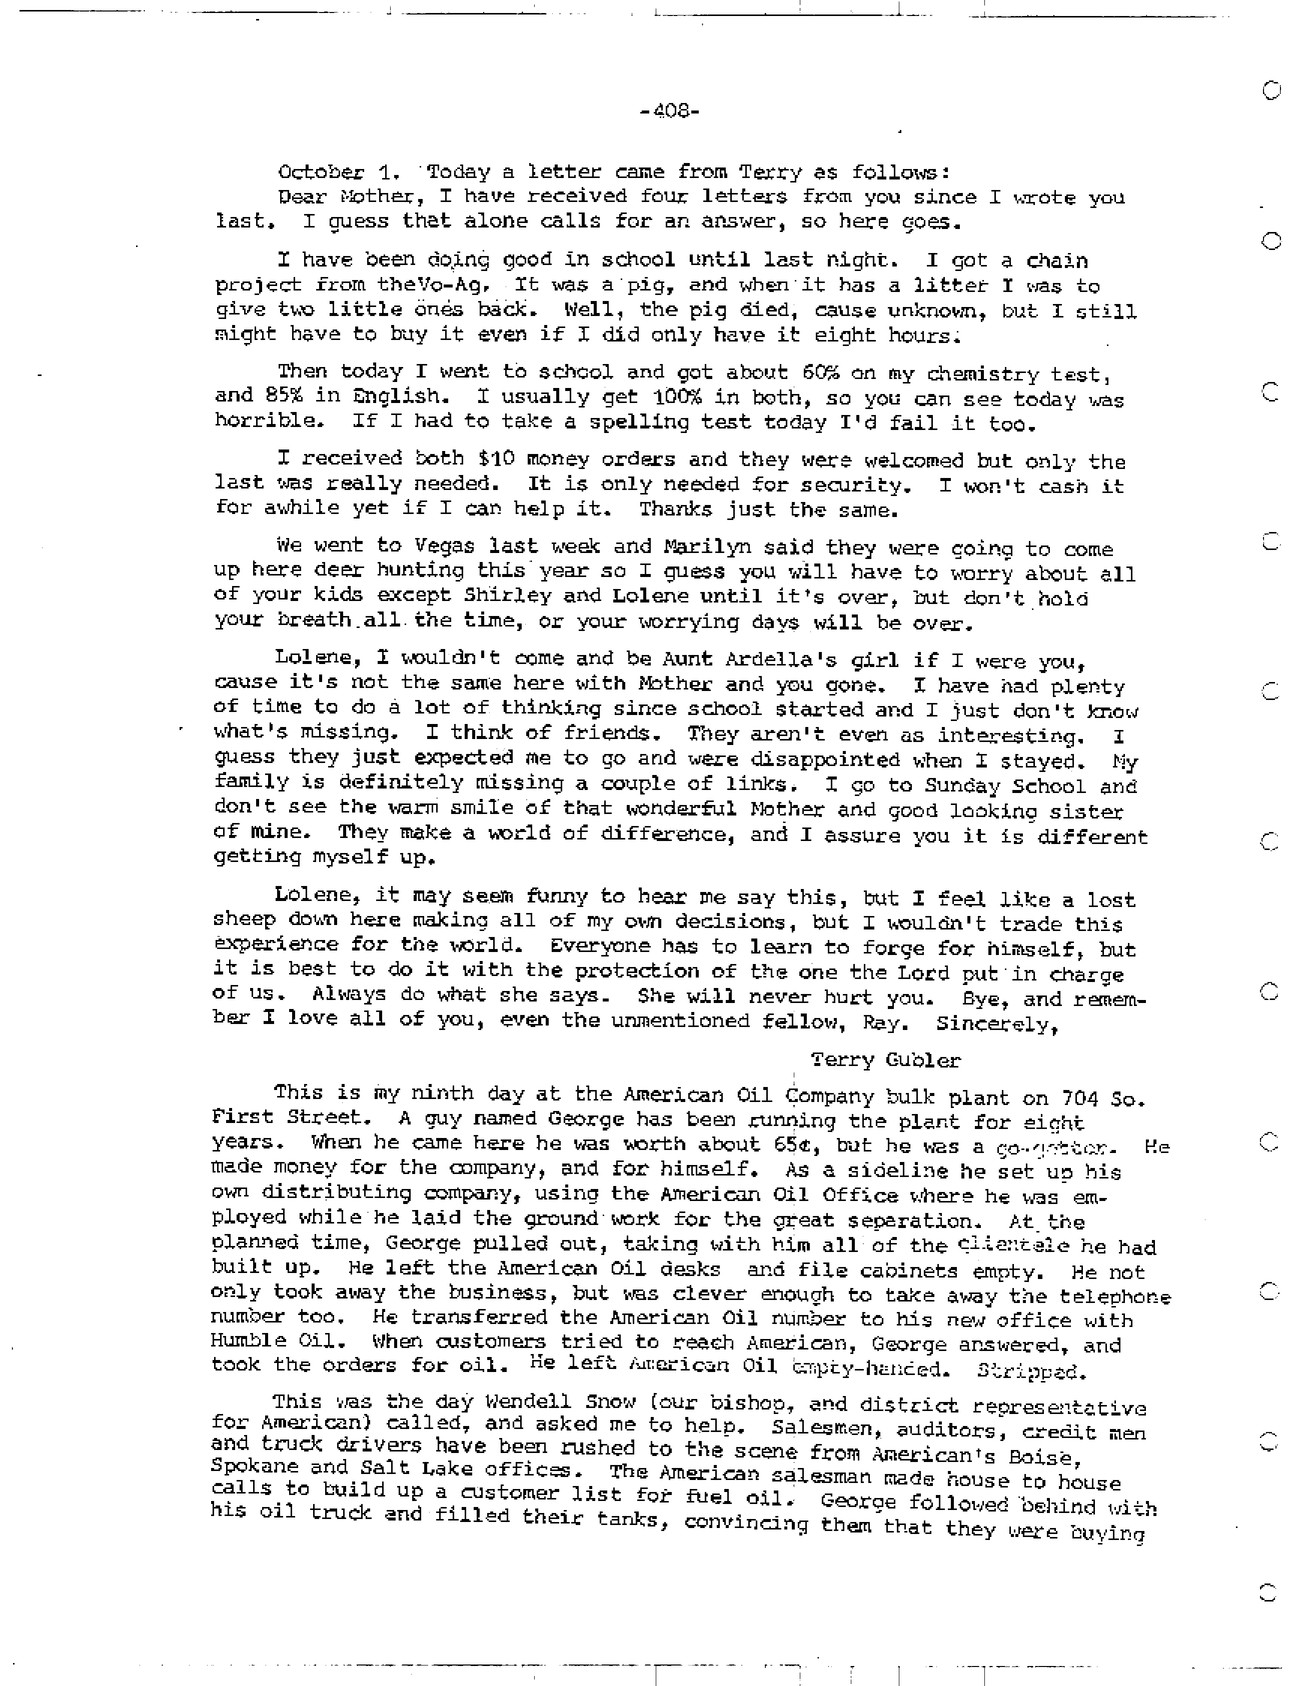 -408-
October 1. Today a letter came from Terry as follows:
Dear Mother, I have received four letters from you since I wrote you
last. I guess that alone calls for an answer, so here goes.
I have been doing good in school until last night. I got a chain
project from theVo-Ag. It was a pig, and when it has a litter I was to
give two little ones back. Well, the pig died, cause unknown, but I still
might have to buy it even if I did only have it eight hours.
Then today I went to school and got about 60% on my chemistry test,
and 85% in English. I usually get 100% in both, so you can see today was
horrible. If I had to take a spelling test today I'd fail it too.
I received both $10 money orders and they were welcomed but only the
last was really needed. It is only needed for security. I won't cash it
for awhile yet if I can help it. Thanks just the same.
We went to Vegas last week and Marilyn said they were going to come
up here deer hunting this year so I guess you will have to worry about all
of your kids except Shirley and Lolene until it's over, but don't hold
your breath all the time, or your worrying days will be over.
Lolene, I wouldn't come and be Aunt Ardella's girl if I were you,
cause it's not the same here with Mother and you gone. I have had plenty
of time to do a lot of thinking since school started and I just don't know
what's missing. I think of friends. They aren't even as interesting. I
guess they just expected me to go and were disappointed when I stayed. My
family is definitely missing a couple of links. I go to Sunday School and
don't see the warm smile of that wonderful Mother and good looking sister
of mine. They make a world of difference, and I assure you it is different
getting myself up.
Lolene, it may seem funny to hear me say this, but I feel like a lost
sheep down here making all of my own decisions, but I wouldn't trade this
experience for the world. Everyone has to learn to forge for himself, but
it is best to do it with the protection of the one the Lord put in charge
of us. Always do what she says. She will never hurt you. Bye, and remem-
ber I love all of you, even the unmentioned fellow, Ray. Sincerely,
Terry Gubler
This is my ninth day at the American Oil Company bulk plant on 704 So.
First Street. A guy named George has been running the plant for eight
years. When he came here he was worth about 65¢, but he was a go-getter. He
made money for the company, and for himself. As a sideline he set up his
own distributing company, using the American Oil Office where he was em-
ployed while he laid the ground work for the great separation. At the
planned time, George pulled out, taking with him all of the clientele he had
built up. He left the American Oil desks and file cabinets empty. He not
only took away the business, but was clever enough to take away the telephone
number too. He transferred the American Oil number to his new office with
Humble Oil. When customers tried to reach American, George answered, and
took the orders for oil. He left American Oil empty-handed. Stripped.
This was the day Wendell Snow (our bishop, and district representative
for American) called, and asked me to help. Salesmen, auditors, credit men
and truck drivers have been rushed to the scene from American's Boise,
Spokane and Salt Lake offices. The American salesman made house to house
calls to build up a customer list for fuel oil. George followed behind with
his oil truck and filled their tanks, convincing them that they were buying